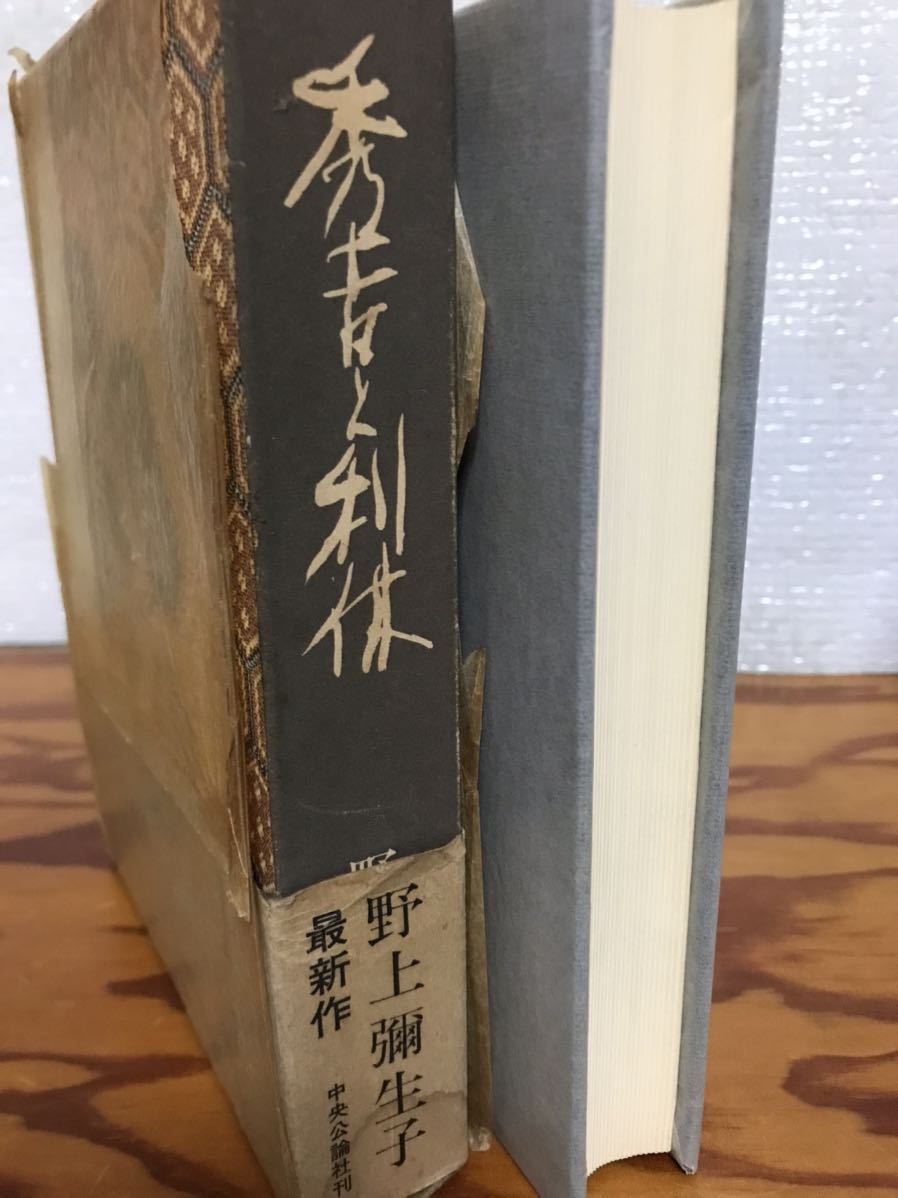 秀吉と利休
野
野上彌生子
最新作
中央公論社刊